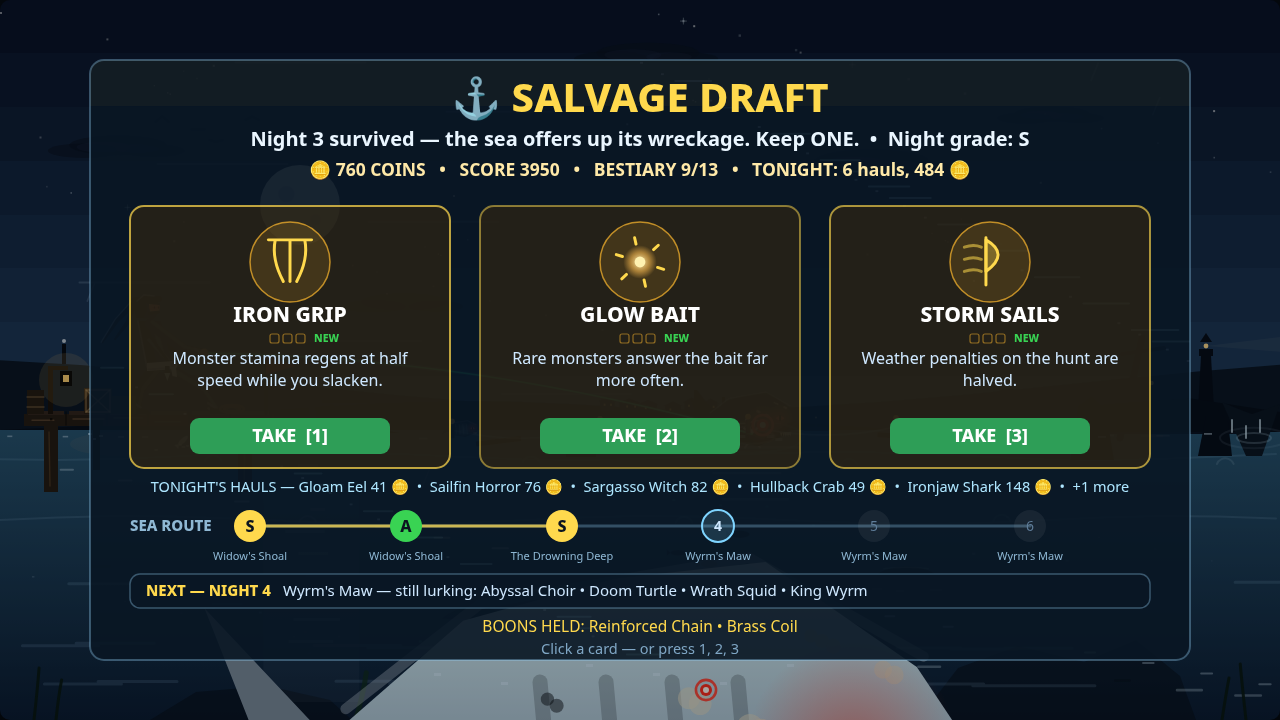 ⚓ SALVAGE DRAFT
Night 3 survived — the sea offers up its wreckage. Keep ONE. • Night grade: S
🪙 760 COINS • SCORE 3950 • BESTIARY 9/13 • TONIGHT: 6 hauls, 484 🪙
IRON GRIP
NEW
Monster stamina regens at half
speed while you slacken.
TAKE [1]
GLOW BAIT
NEW
Rare monsters answer the bait far
more often.
TAKE [2]
STORM SAILS
NEW
Weather penalties on the hunt are
halved.
TAKE [3]
TONIGHT'S HAULS — Gloam Eel 41 🪙 • Sailfin Horror 76 🪙 • Sargasso Witch 82 🪙 • Hullback Crab 49 🪙 • Ironjaw Shark 148 🪙 • +1 more
SEA ROUTE S A S 4 5 6
Widow's Shoal Widow's Shoal The Drowning Deep Wyrm's Maw Wyrm's Maw Wyrm's Maw
NEXT — NIGHT 4 Wyrm's Maw — still lurking: Abyssal Choir • Doom Turtle • Wrath Squid • King Wyrm
BOONS HELD: Reinforced Chain • Brass Coil
Click a card — or press 1, 2, 3